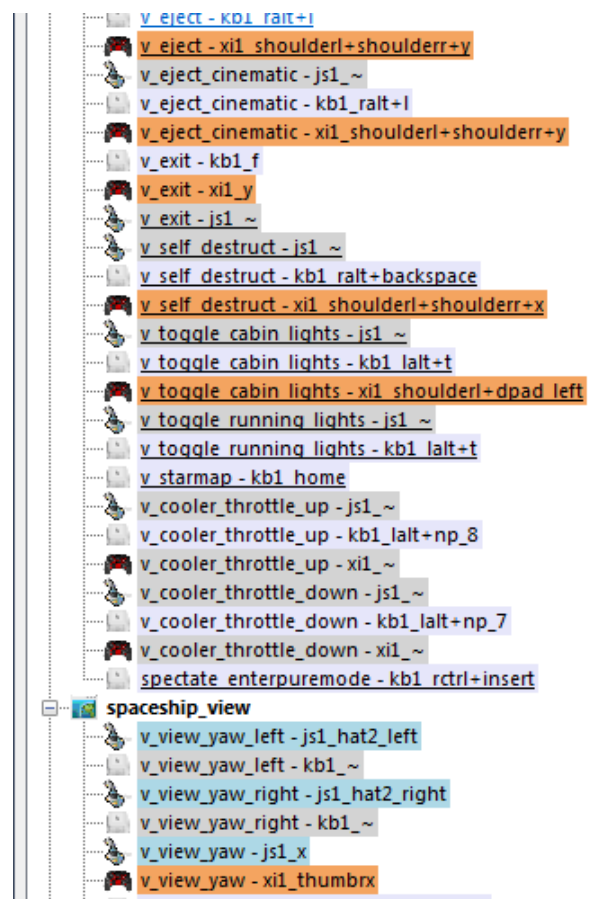 v_eject - kb1_ralt+l
v_eject - xi1_shoulderl+shoulderr+y
v_eject_cinematic - js1_~
v_eject_cinematic - kb1_ralt+l
v_eject_cinematic - xi1_shoulderl+shoulderr+y
v_exit - kb1_f
v_exit - xi1_y
v_exit - js1_~
v_self_destruct - js1_~
v_self_destruct - kb1_ralt+backspace
v_self_destruct - xi1_shoulderl+shoulderr+x
v_toggle_cabin_lights - js1_~
v_toggle_cabin_lights - kb1_lalt+t
v_toggle_cabin_lights - xi1_shoulderl+dpad_left
v_toggle_running_lights - js1_~
v_toggle_running_lights - kb1_lalt+t
v_starmap - kb1_home
v_cooler_throttle_up - js1_~
v_cooler_throttle_up - kb1_lalt+np_8
v_cooler_throttle_up - xi1_~
v_cooler_throttle_down - js1_~
v_cooler_throttle_down - kb1_lalt+np_7
v_cooler_throttle_down - xi1_~
spectate_enterpuremode - kb1_rctrl+insert
spaceship_view
v_view_yaw_left - js1_hat2_left
v_view_yaw_left - kb1_~
v_view_yaw_right - js1_hat2_right
v_view_yaw_right - kb1_~
v_view_yaw - js1_x
v_view_yaw - xi1_thumbrx